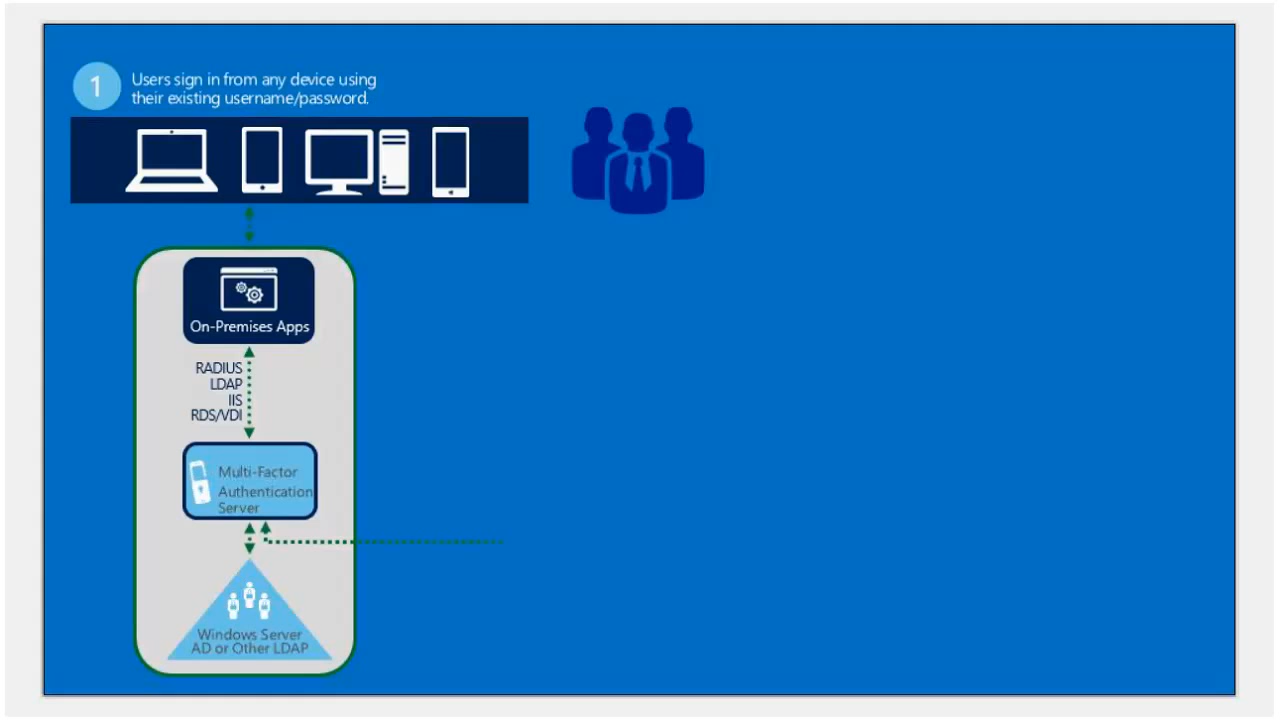 1
Users sign in from any device using
their existing username/password.
On-Premises Apps
RADIUS
LDAP
IIS
RDS/VDI
Multi-Factor
Authentication
Server
Windows Server
AD or Other LDAP